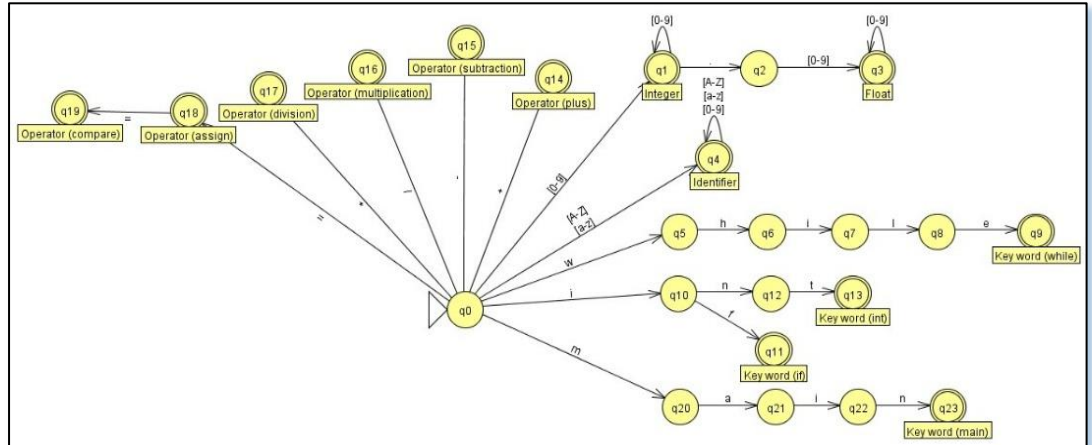 [0-9]
[0-9]
q15
Operator (subtraction)
q16
Operator (multiplication)
q14
Operator (plus)
q17
Operator (division)
q19
Operator (compare)
=
q18
Operator (assign)
q1
Integer
.
q2
[0-9]
q3
Float
[A-Z]
[a-z]
[0-9]
q4
Identifier
=
*
-
+
[0-9]
[A-Z]
[a-z]
w
q5
h
q6
i
q7
l
q8
e
q9
Key word (while)
q0
i
q10
n
q12
t
q13
Key word (int)
f
q11
Key word (if)
m
q20
a
q21
i
q22
n
q23
Key word (main)